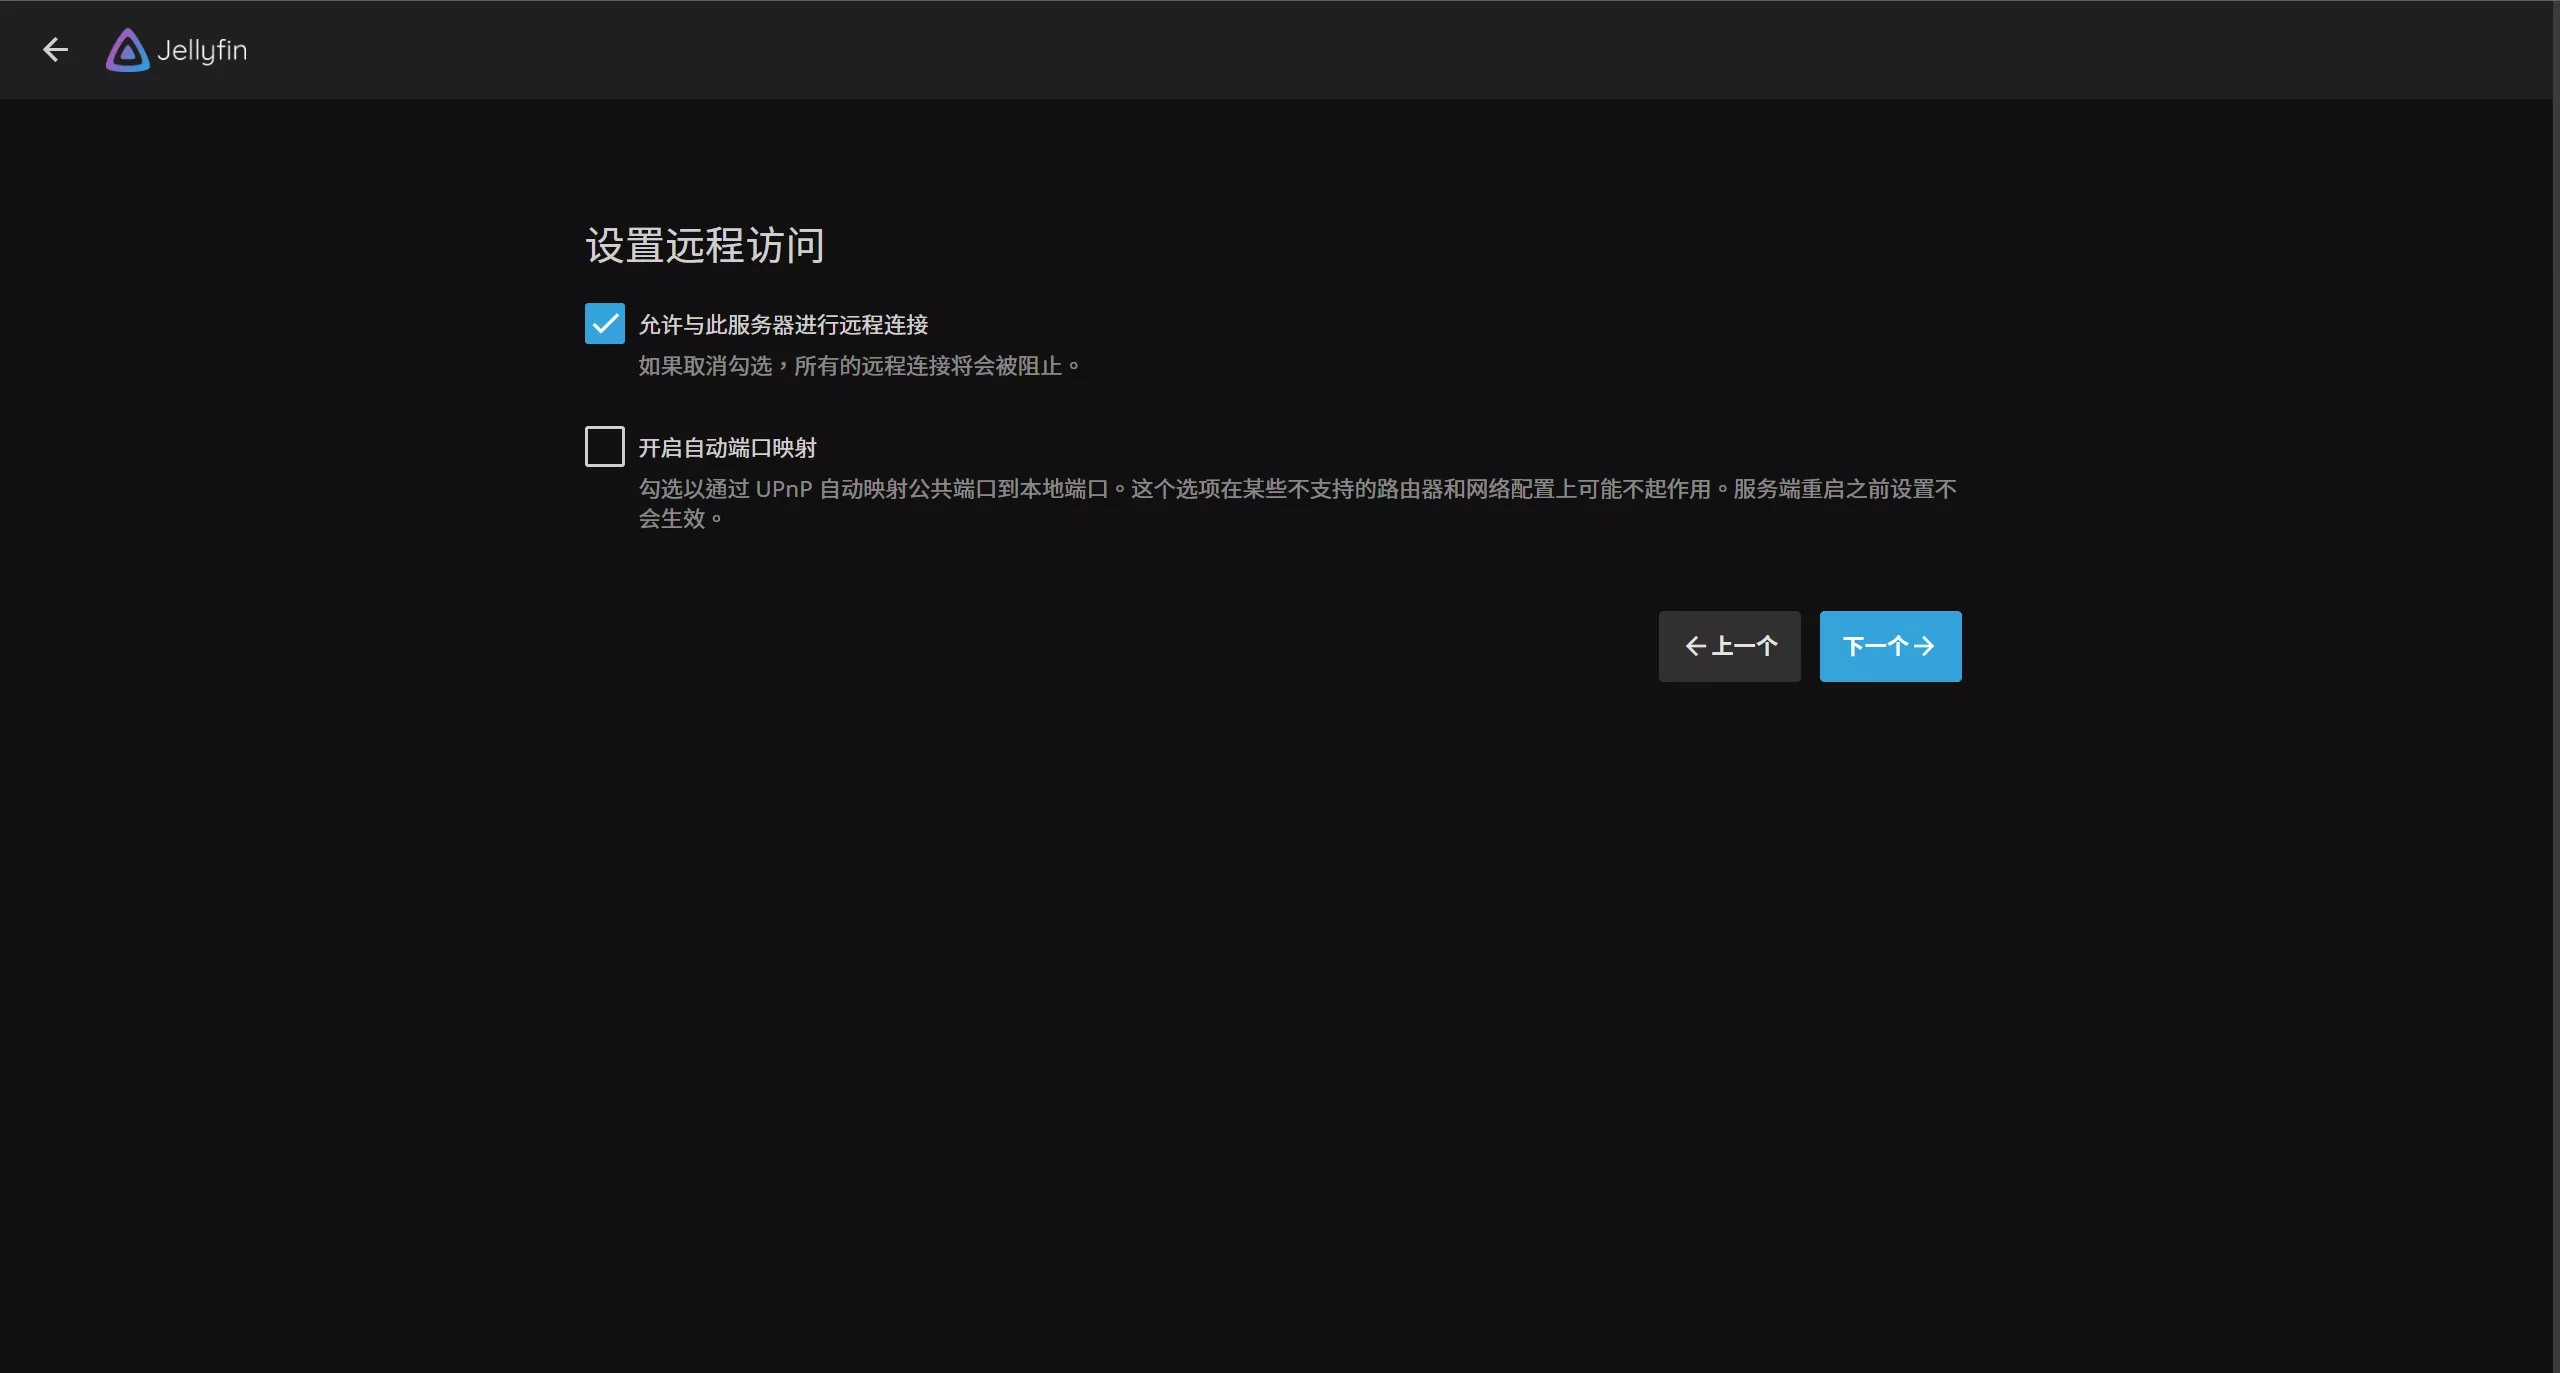 Jellyfin
设置远程访问
允许与此服务器进行远程连接
如果取消勾选，所有的远程连接将会被阻止。
开启自动端口映射
勾选以通过 UPnP 自动映射公共端口到本地端口。这个选项在某些不支持的路由器和网络配置上可能不起作用。服务端重启之前设置不
会生效。
上一个 下一个